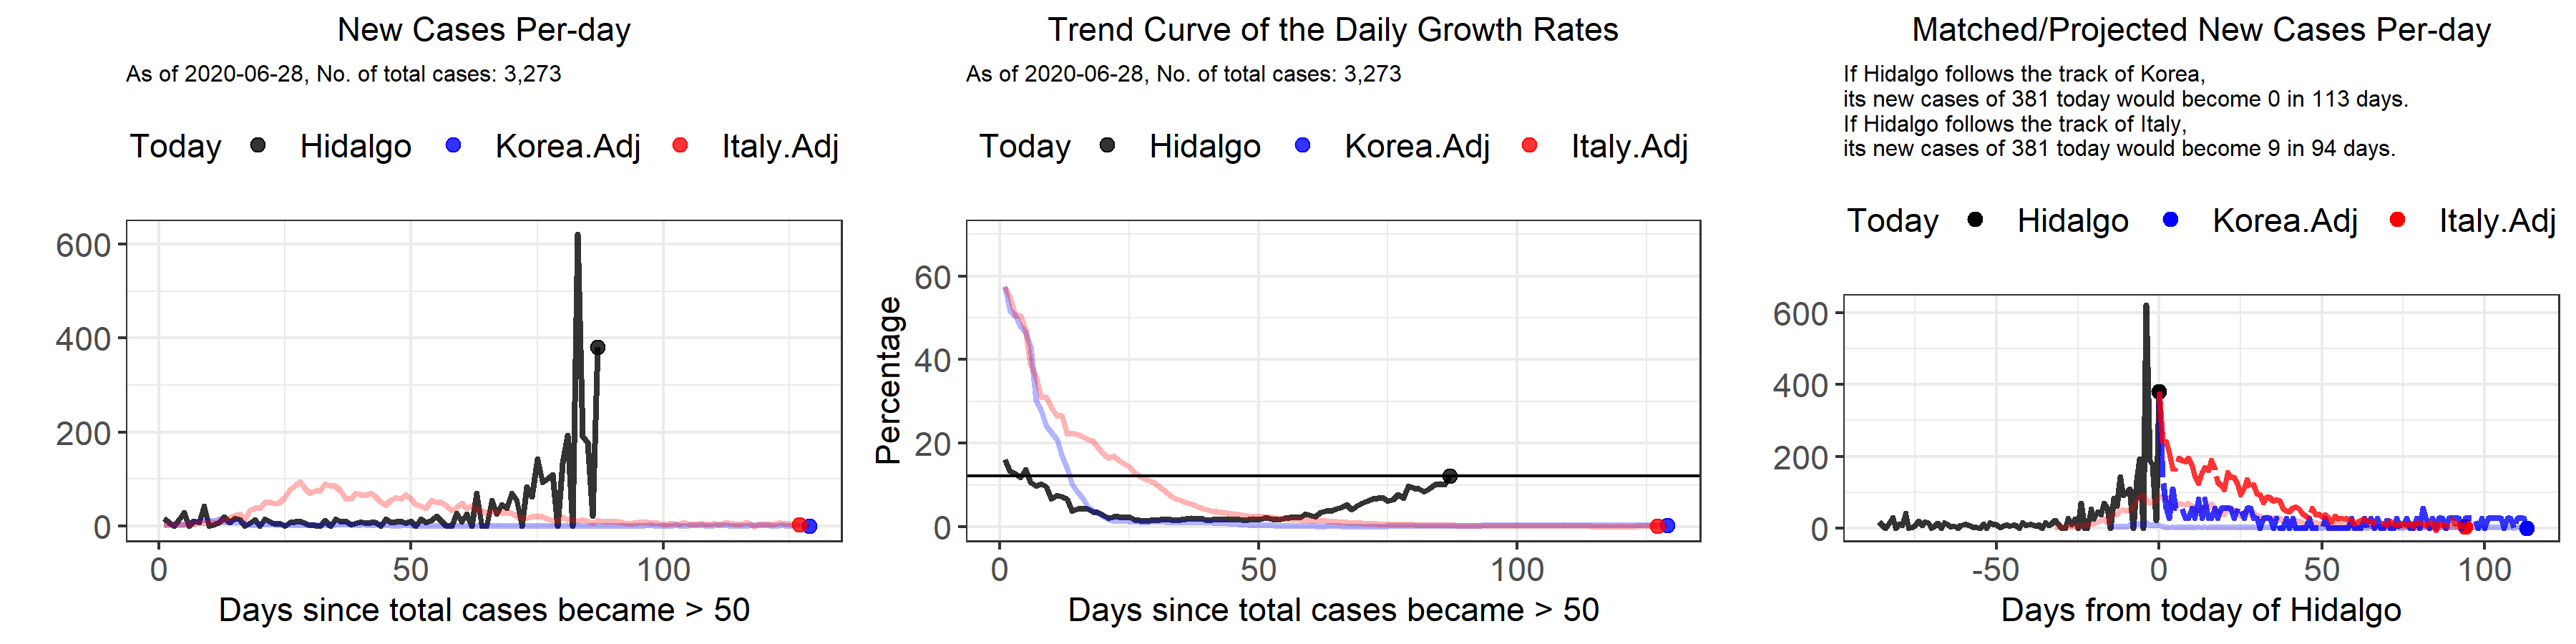 New Cases Per-day
As of 2020-06-28, No. of total cases: 3,273
Today Hidalgo Korea.Adj Italy.Adj
600
400
200
0
0 50 100
Days since total cases became > 50
Trend Curve of the Daily Growth Rates
As of 2020-06-28, No. of total cases: 3,273
Today Hidalgo Korea.Adj Italy.Adj
Percentage
60
40
20
0
0 50 100
Days since total cases became > 50
Matched/Projected New Cases Per-day
If Hidalgo follows the track of Korea,
its new cases of 381 today would become 0 in 113 days.
If Hidalgo follows the track of Italy,
its new cases of 381 today would become 9 in 94 days.
Today Hidalgo Korea.Adj Italy.Adj
600
400
200
0
-50 0 50 100
Days from today of Hidalgo